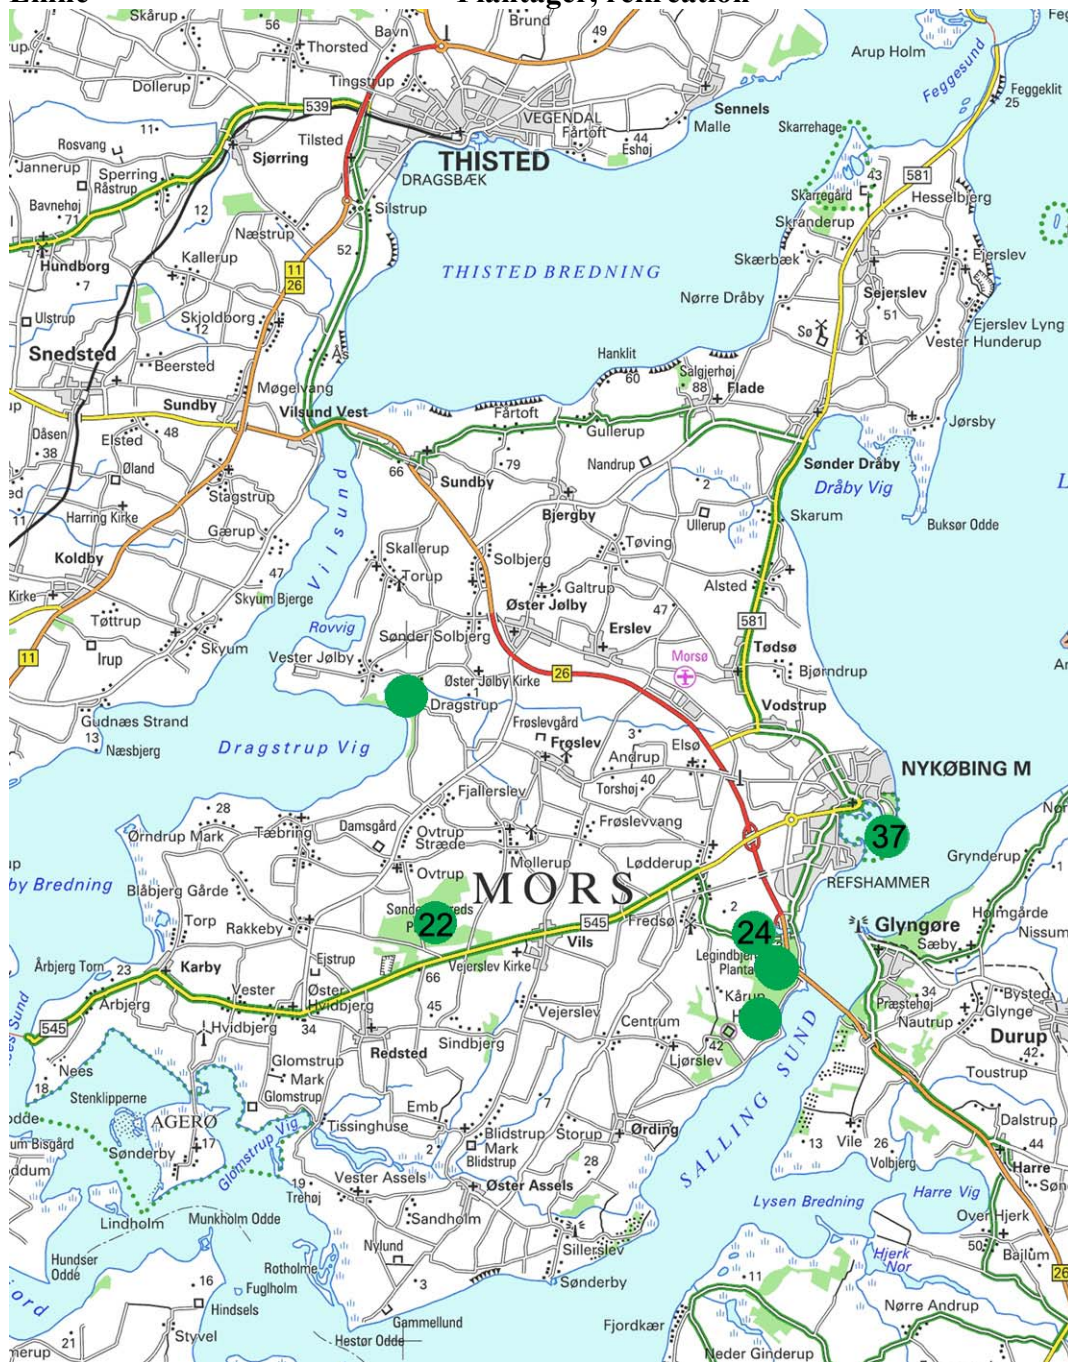 Plantager, rekreation
Skårup
56
Bavn
Brund
49
Thorsted
Arup Holm
Feggesund
Dollerup
Tingstrup
Feggeklit
25
539
VEGENDAL
Sennels
Malle
Skarrehage
11
Rosvang
Tilsted
Fårtoft
44
Eshøj
Jannerup
Sperring
Sjørring
THISTED
43
581
Råstrup
DRAGSBÆK
Skarregård
Hesselbjerg
Bavnehøj
71
12
Silstrup
Skranderup
Næstrup
52
Hundborg
Kallerup
THISTED BREDNING
Skærbæk
Ejerslev
7
11
26
Nørre Dråby
Sejerslev
Ulstrup
Skjoldborg
12
51
Ejerslev Lyng
Sø
Vester Hunderup
Snedsted
Beersted
Ås
Hanklit
60
Salgjerhøj
88
Flade
Møgelvang
Sundby
Vilsund Vest
Fårtoft
Jørsby
Dåsen
38
Elsted
48
Gullerup
66
79
Nandrup
Sønder Dråby
Øland
Sundby
2
Dråby Vig
Stagstrup
11
Harring Kirke
Bjergby
Ullerup
Skarum
Buksør Odde
Gærup
Vilsund
Skallerup
Tøving
Koldby
Solbjerg
47
Torup
Galtrup
Alsted
Kirke
Skyum Bjerge
Tøttrup
Øster Jølby
47
Rovvig
Erslev
581
Sønder Solbjerg
Skyum
Tødsø
11
Irup
Vester Jølby
Morsø
Øster Jølby Kirke
26
Bjørndrup
1
Dragstrup
Vodstrup
Gudnæs Strand
13
Frøslevgård
3
Næsbjerg
Dragstrup Vig
Elsø
Frøslev
Andrup
NYKØBING M
Torshøj
40
Fjallerslev
28
Ørndrup Mark
Tæbring
Damsgård
Ovtrup
Stræde
Frøslevvang
37
Mollerup
Lødderup
Grynderup
1
Ovtrup
MORS
REFSHAMMER
Blåbjerg Gårde
2
Torp
22
Holmgårde
Rakkeby
545
Fredsø
24
Glyngøre
Nissum
Vils
Sæby
Årbjerg Torn
23
Ejstrup
Karby
Vejerslev Kirke
66
Vester
Øster
Kårup
34
Bysted
Årbjerg
Hvidbjerg
45
Præstehøj
Glynge
545
Vejerslev
Nautrup
Hvidbjerg
34
Centrum
Durup
Sindbjerg
42
42
Redsted
Ljørslev
Nees
Glomstrup
Mark
Toustrup
18
Stenklipperne
Glomstrup
SALLING SUND
7
Emb
AGERØ
Dalstrup
Tissinghuse
Blidstrup
Mark
Storup
Ørding
17
44
Sønderby
2
Blidstrup
13
Vile
26
Glomstrup Vig
28
Volbjerg
Harre
Vester Assels
Øster Assels
19
Trehøj
Harre Vig
Lysen Bredning
Munkholm Odde
Sandholm
Lindholm
Over Hjerk
50
Nylund
Sillerslev
Bajlum
Hundsø
Rotholme
Hjerk
Nor
16
3
Sønderby
11
26
Fuglholm
Hindsels
Nørre Andrup
Gammellund
Fjordkær
Styvel
Hestør Odde
21
Neder Ginderup